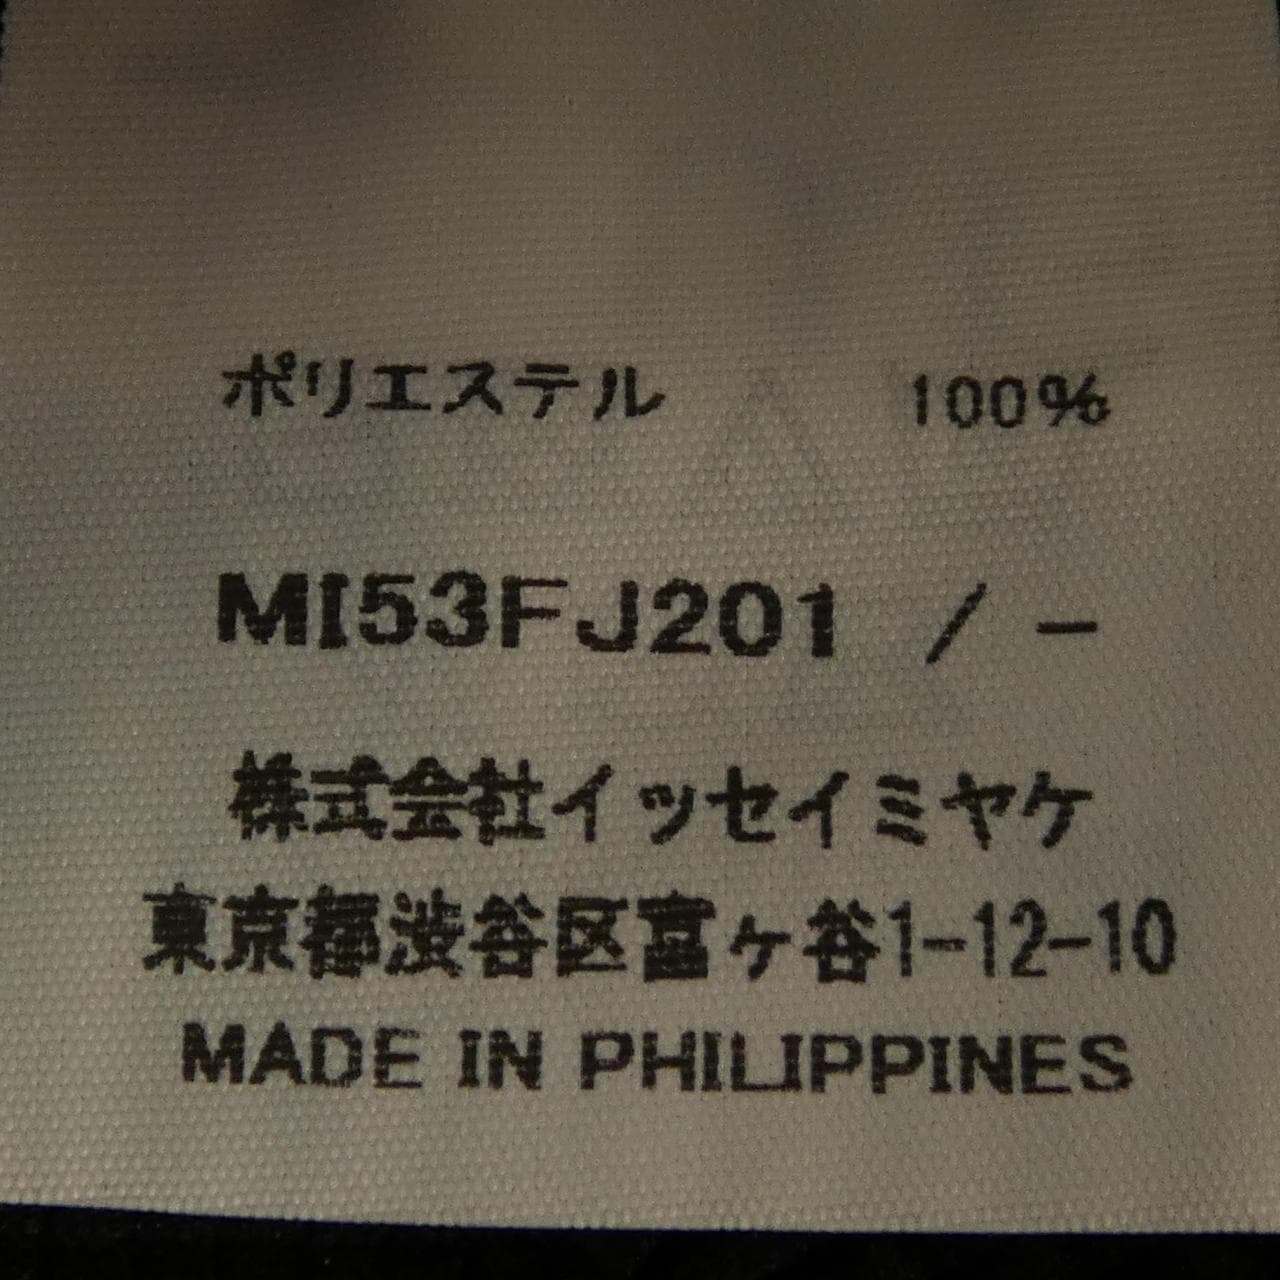 ポリエステル 100%
MI53FJ201 / -
株式会社イッセイミヤケ
東京都渋谷区富ヶ谷1-12-10
MADE IN PHILIPPINES